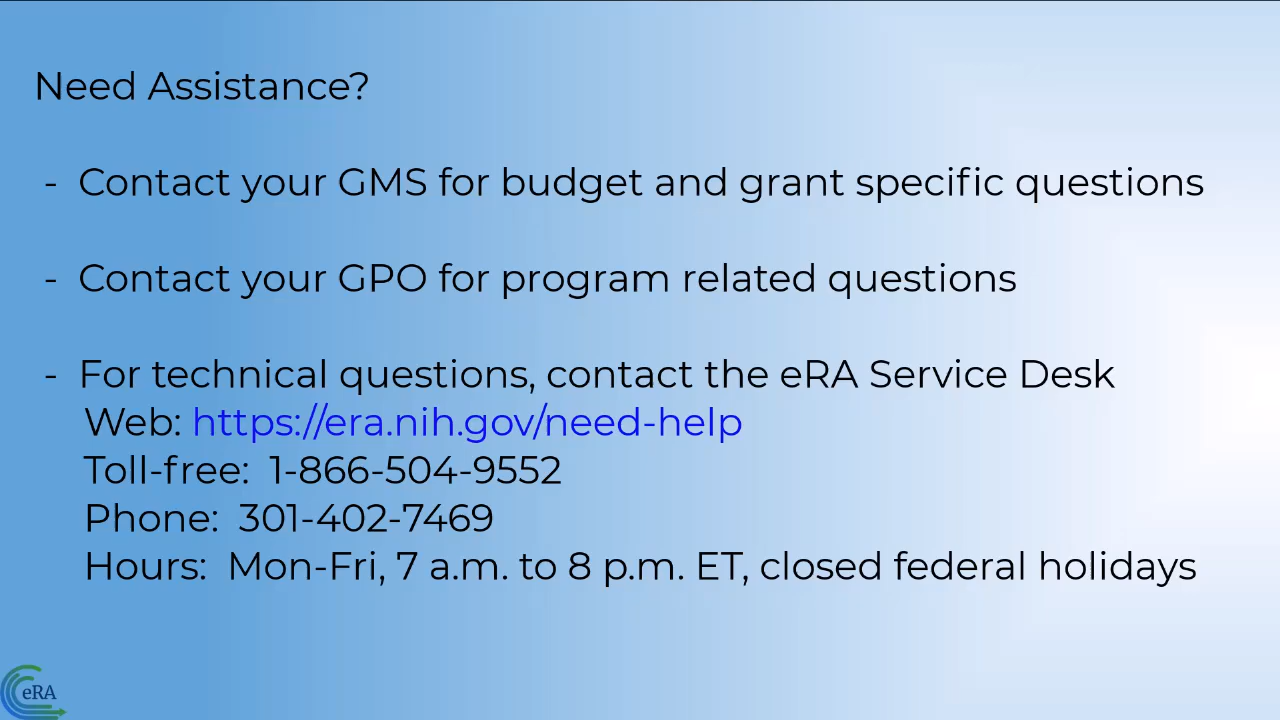 Need Assistance?
- Contact your GMS for budget and grant specific questions
- Contact your GPO for program related questions
- For technical questions, contact the eRA Service Desk
Web: https://era.nih.gov/need-help
Toll-free: 1-866-504-9552
Phone: 301-402-7469
Hours: Mon-Fri, 7 a.m. to 8 p.m. ET, closed federal holidays
eRA